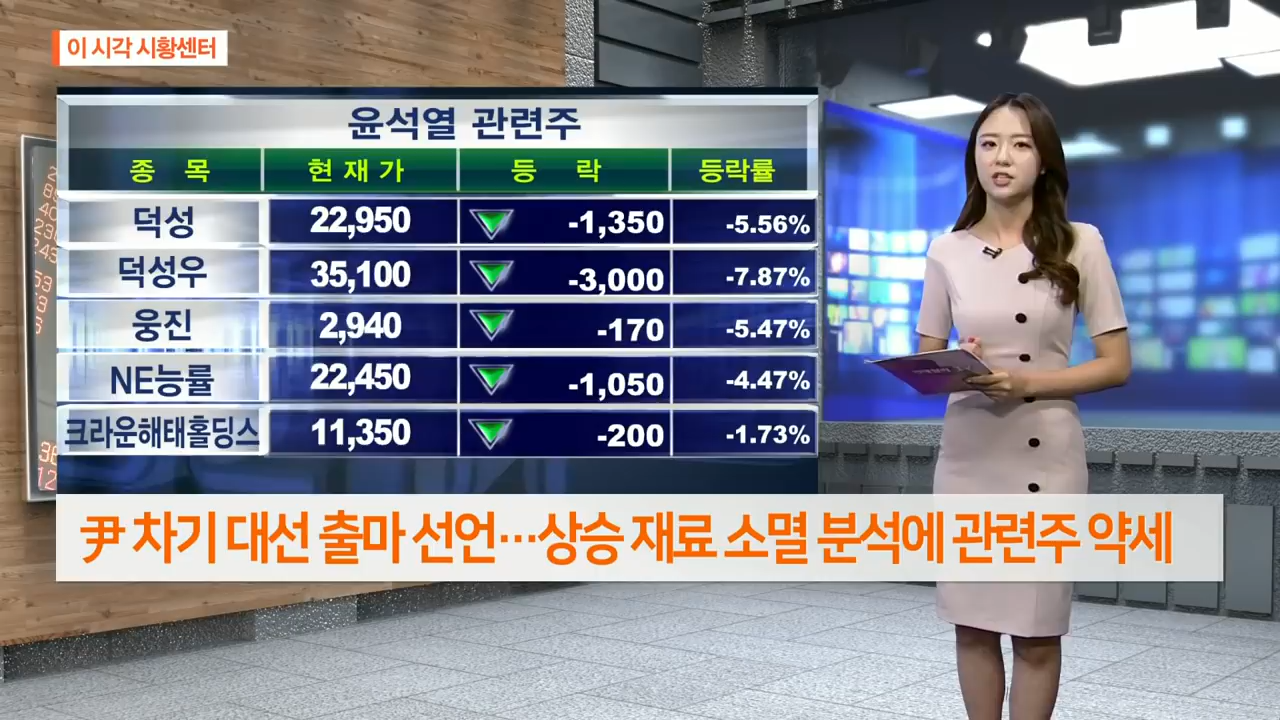 이 시각 시황센터
윤석열 관련주
종 목 현재가 등 락 등락률
덕성 22,950 ▼ -1,350 -5.56%
덕성우 35,100 ▼ -3,000 -7.87%
웅진 2,940 ▼ -170 -5.47%
NE능률 22,450 ▼ -1,050 -4.47%
크라운해태홀딩스 11,350 ▼ -200 -1.73%
尹 차기 대선 출마 선언…상승 재료 소멸 분석에 관련주 약세